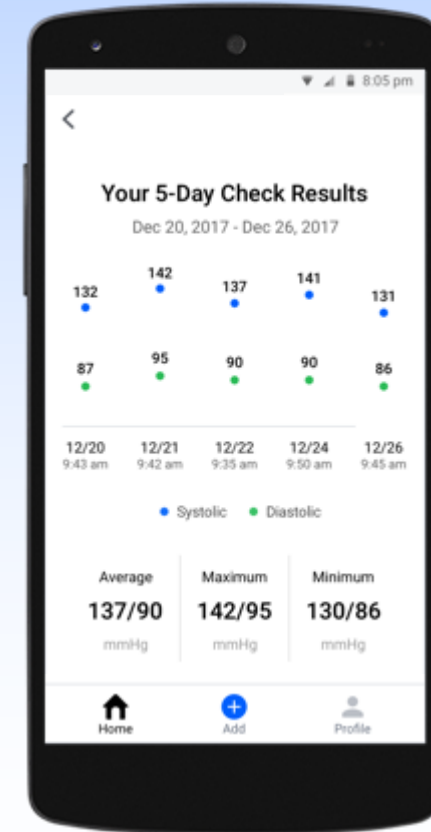 8:05 pm
Your 5-Day Check Results
Dec 20, 2017 - Dec 26, 2017
132 142 137 141 131
87 95 90 90 86
12/20 12/21 12/22 12/24 12/26
9:43 am 9:42 am 9:35 am 9:50 am 9:45 am
Systolic Diastolic
Average Maximum Minimum
137/90 142/95 130/86
mmHg mmHg mmHg
Home Add Profile